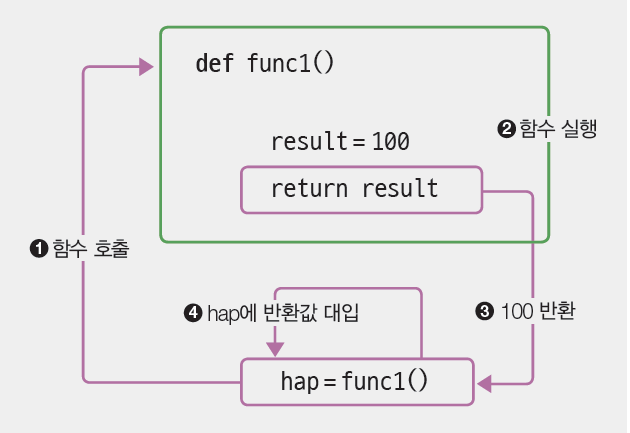 def func1()
result = 100
❷ 함수 실행
return result
❶ 함수 호출
❹ hap에 반환값 대입
❸ 100 반환
hap = func1()